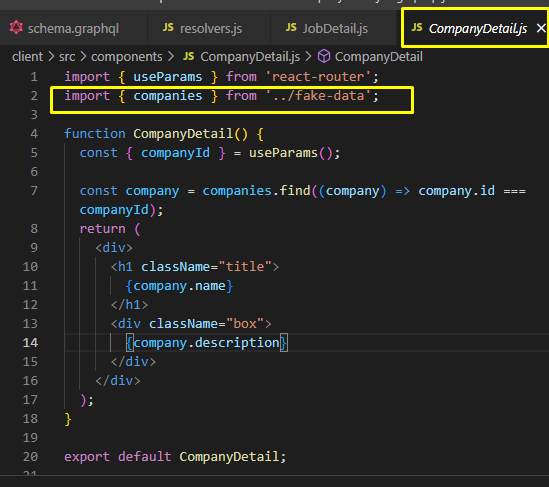 schema.graphql JS resolvers.js JS JobDetail.js JS CompanyDetail.js
client > src > components > JS CompanyDetail.js > CompanyDetail
1 import { useParams } from 'react-router';
2 import { companies } from '../fake-data';
3
4 function CompanyDetail() {
5 const { companyId } = useParams();
6
7 const company = companies.find((company) => company.id ===
companyId);
8 return (
9 <div>
10 <h1 className="title">
11 {company.name}
12 </h1>
13 <div className="box">
14 {company.description}
15 </div>
16 </div>
17 );
18 }
19
20 export default CompanyDetail;